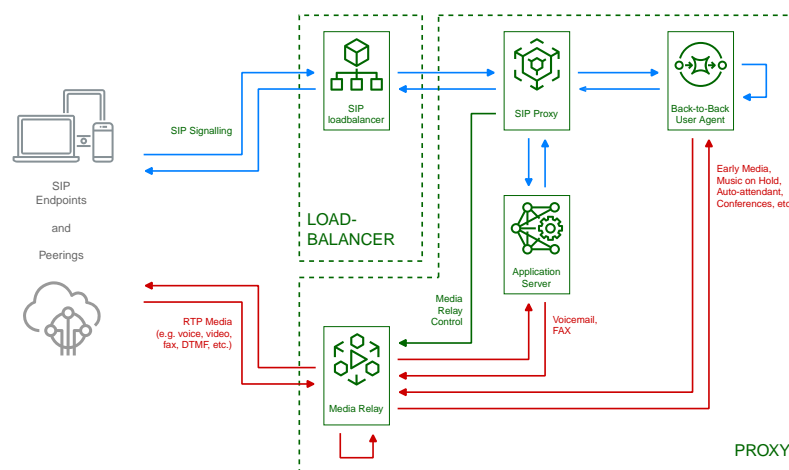 SIP
loadbalancer
SIP Proxy
Back-to-Back
User Agent
SIP Signalling
SIP
Endpoints
and
Peerings
Early Media,
Music on Hold,
Auto-attendant,
Conferences, etc
LOAD-
BALANCER
Application
Server
Media
Relay
Control
RTP Media
(e.g. voice, video,
fax, DTMF, etc.)
Voicemail,
FAX
Media Relay
PROXY